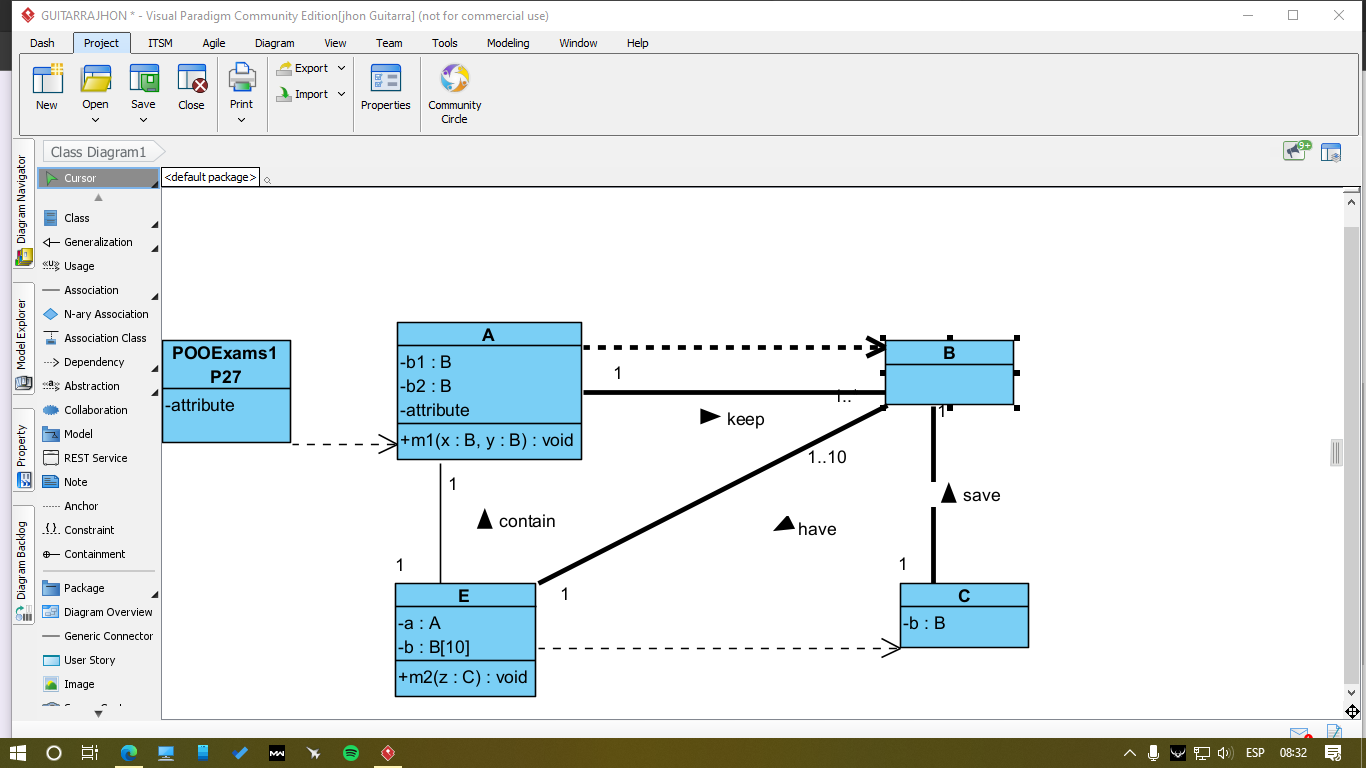 GUITARRAJHON * - Visual Paradigm Community Edition[jhon Guitarra] (not for commercial use)
Dash Project ITSM Agile Diagram View Team Tools Modeling Window Help
New Open Save Close Print Export Import Properties Community Circle
Class Diagram1
9+
Diagram Navigator
Model Explorer
Property
Diagram Backlog
Cursor
Class
Generalization
«U» Usage
Association
N-ary Association
Association Class
Dependency
«a» Abstraction
Collaboration
Model
REST Service
Note
Anchor
{..} Constraint
Containment
Package
Diagram Overview
Generic Connector
User Story
Image
<default package>
POOExams1
P27
-attribute
A
-b1 : B
-b2 : B
-attribute
+m1(x : B, y : B) : void
B
1
1..
keep
1
1..10
1
contain
have
save
1
1
1
E
-a : A
-b : B[10]
+m2(z : C) : void
C
-b : B
ESP 08:32